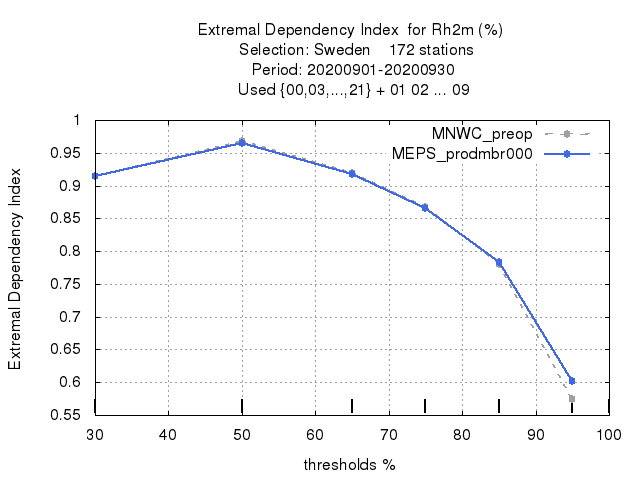 Extremal Dependency Index  for Rh2m (%)
Selection: Sweden    172 stations
Period: 20200901-20200930
Used {00,03,...,21} + 01 02 ... 09
MNWC_preop
MEPS_prodmbr000
Extremal Dependency Index
1
0.95
0.9
0.85
0.8
0.75
0.7
0.65
0.6
0.55
30 40 50 60 70 80 90 100
thresholds %